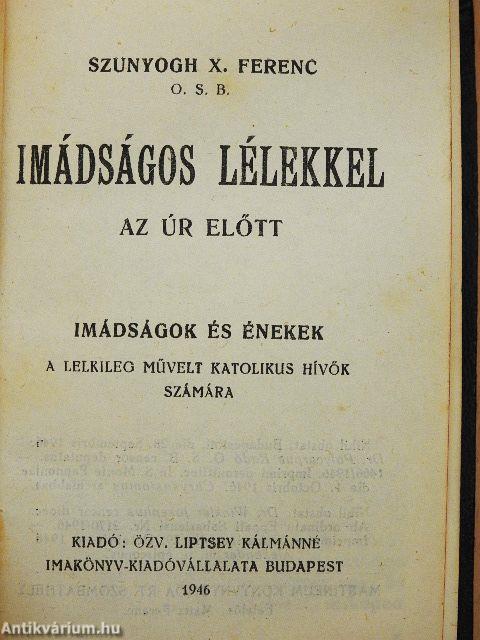 SZUNYOGH X. FERENC
O. S. B.
IMÁDSÁGOS LÉLEKKEL
AZ ÚR ELŐTT
IMÁDSÁGOK ÉS ÉNEKEK
A LELKILEG MŰVELT KATOLIKUS HÍVŐK
SZÁMÁRA
KIADÓ: ÖZV. LIPTSEY KÁLMÁNNÉ
IMAKÖNYV-KIADÓVÁLLALATA BUDAPEST
1946
Antikvárium.hu